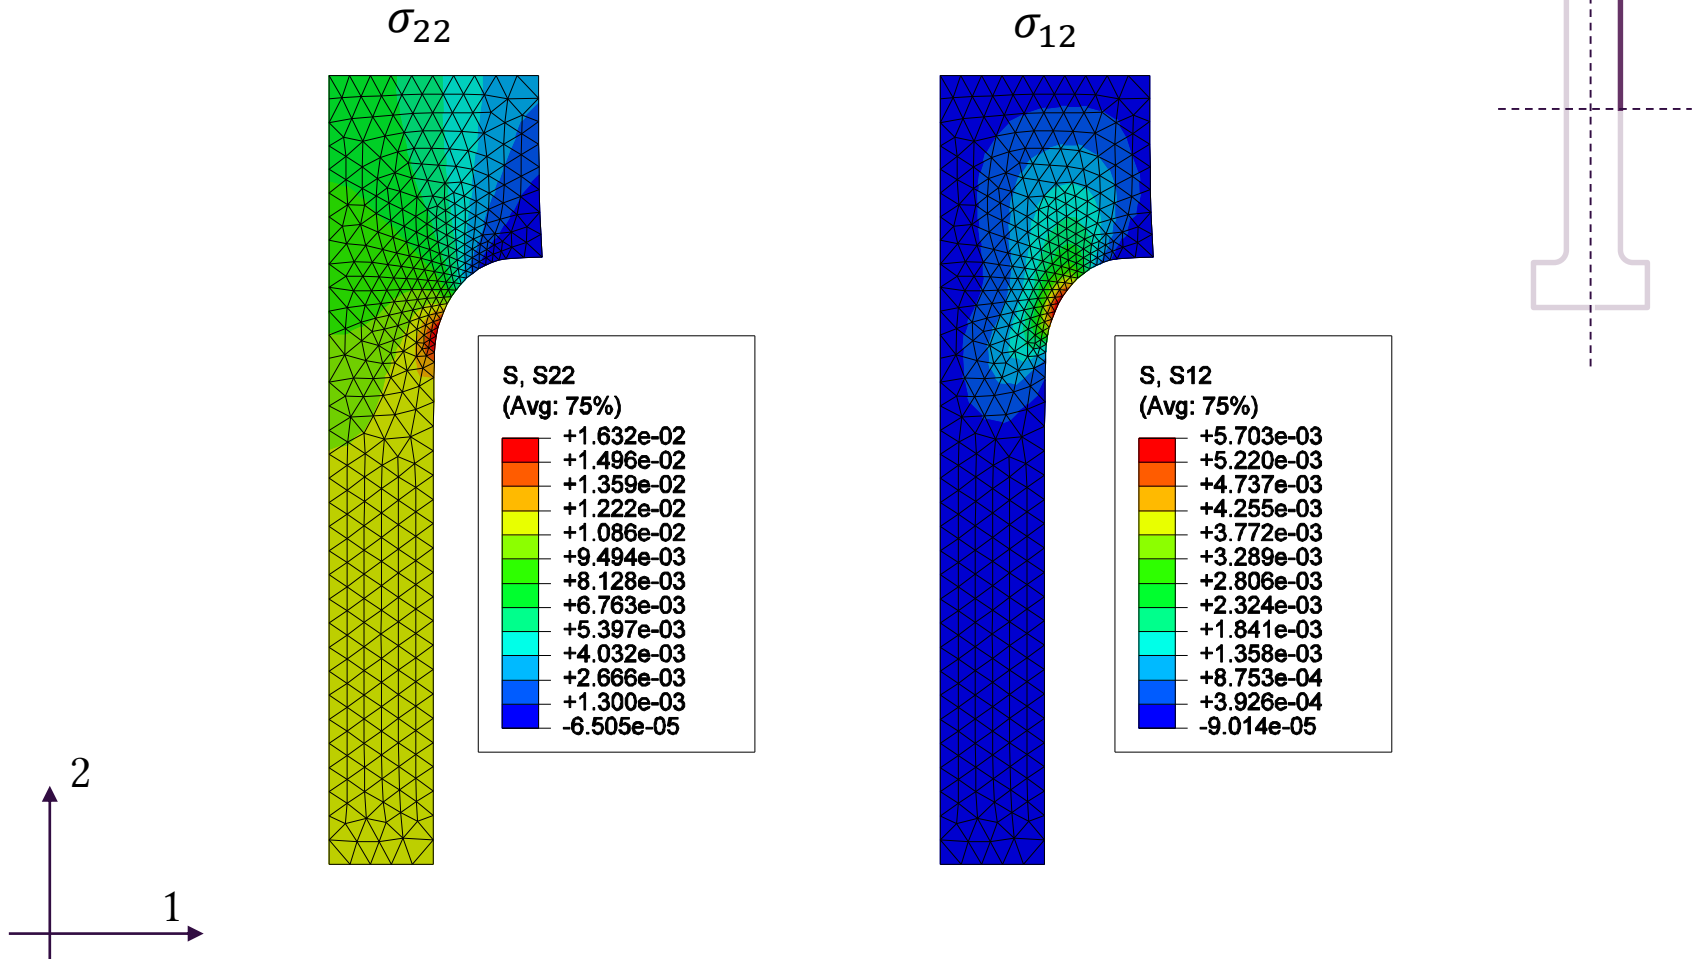 σ22
σ12
S, S22
(Avg: 75%)
+1.632e-02
+1.496e-02
+1.359e-02
+1.222e-02
+1.086e-02
+9.494e-03
+8.128e-03
+6.763e-03
+5.397e-03
+4.032e-03
+2.666e-03
+1.300e-03
-6.505e-05
S, S12
(Avg: 75%)
+5.703e-03
+5.220e-03
+4.737e-03
+4.255e-03
+3.772e-03
+3.289e-03
+2.806e-03
+2.324e-03
+1.841e-03
+1.358e-03
+8.753e-04
+3.926e-04
-9.014e-05
2
1